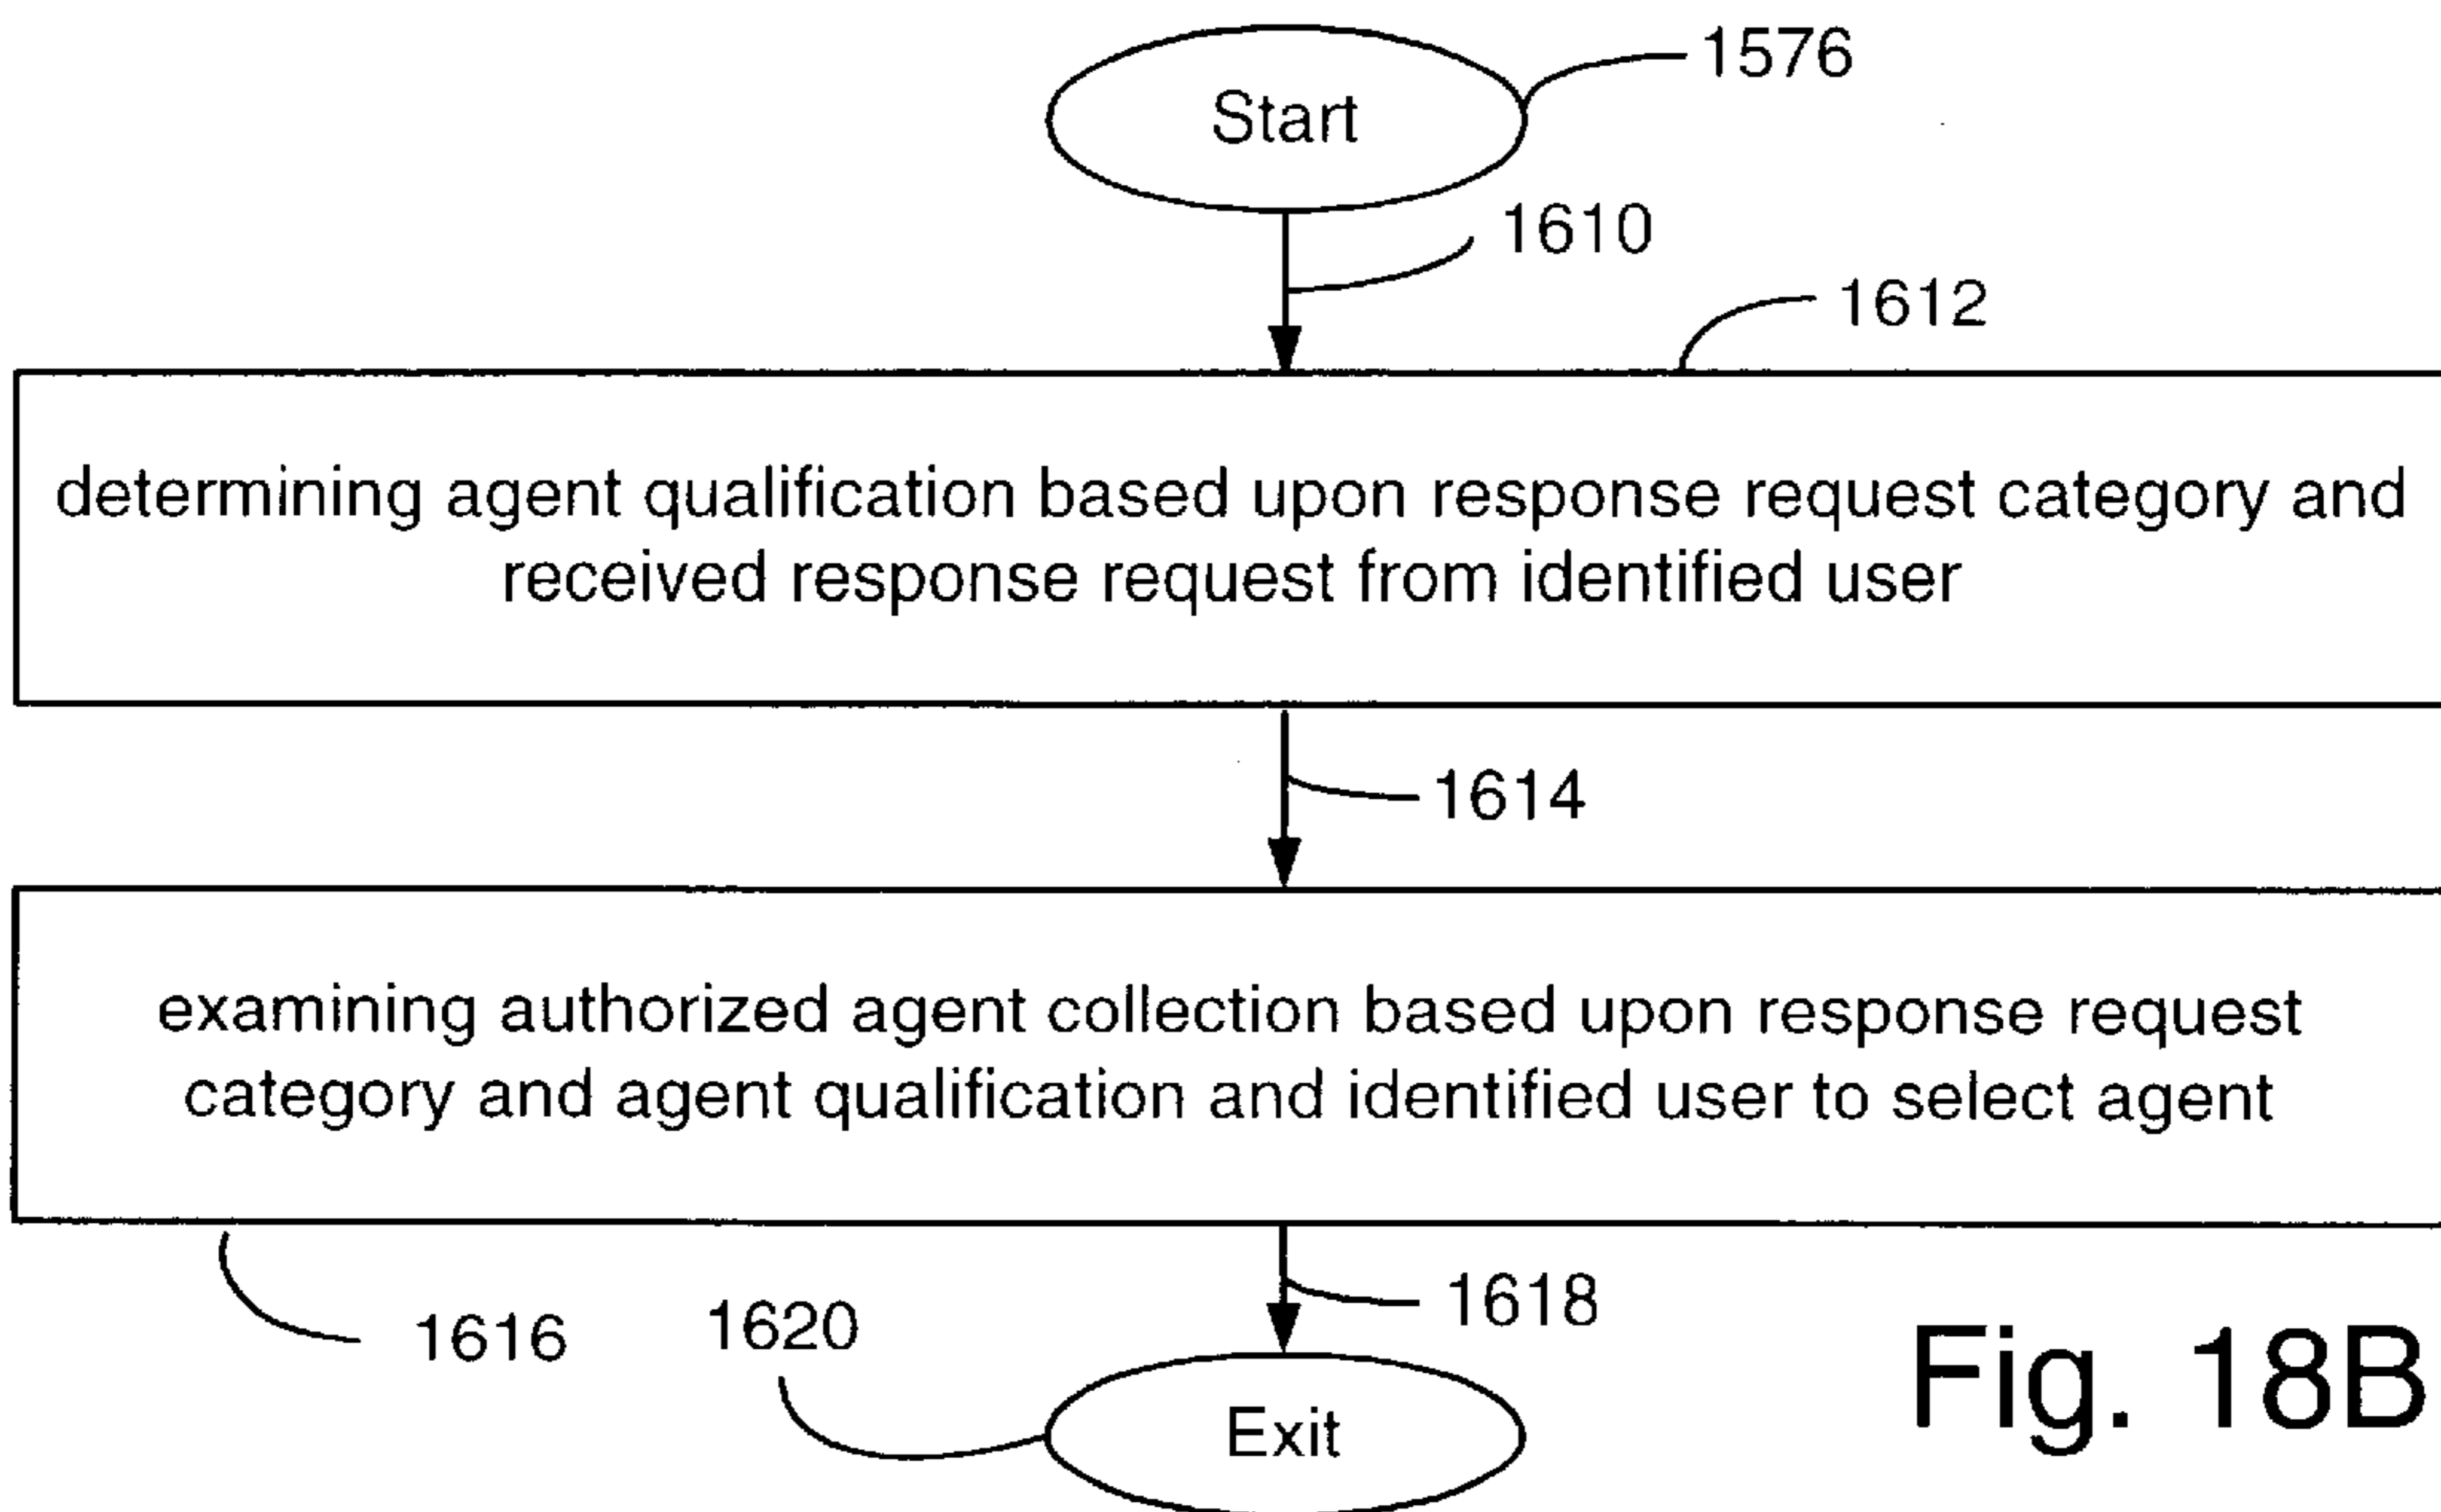 Start
1576
1610
1612
determining agent qualification based upon response request category and
received response request from identified user
1614
examining authorized agent collection based upon response request
category and agent qualification and identified user to select agent
1616
1620
1618
Exit
Fig. 18B